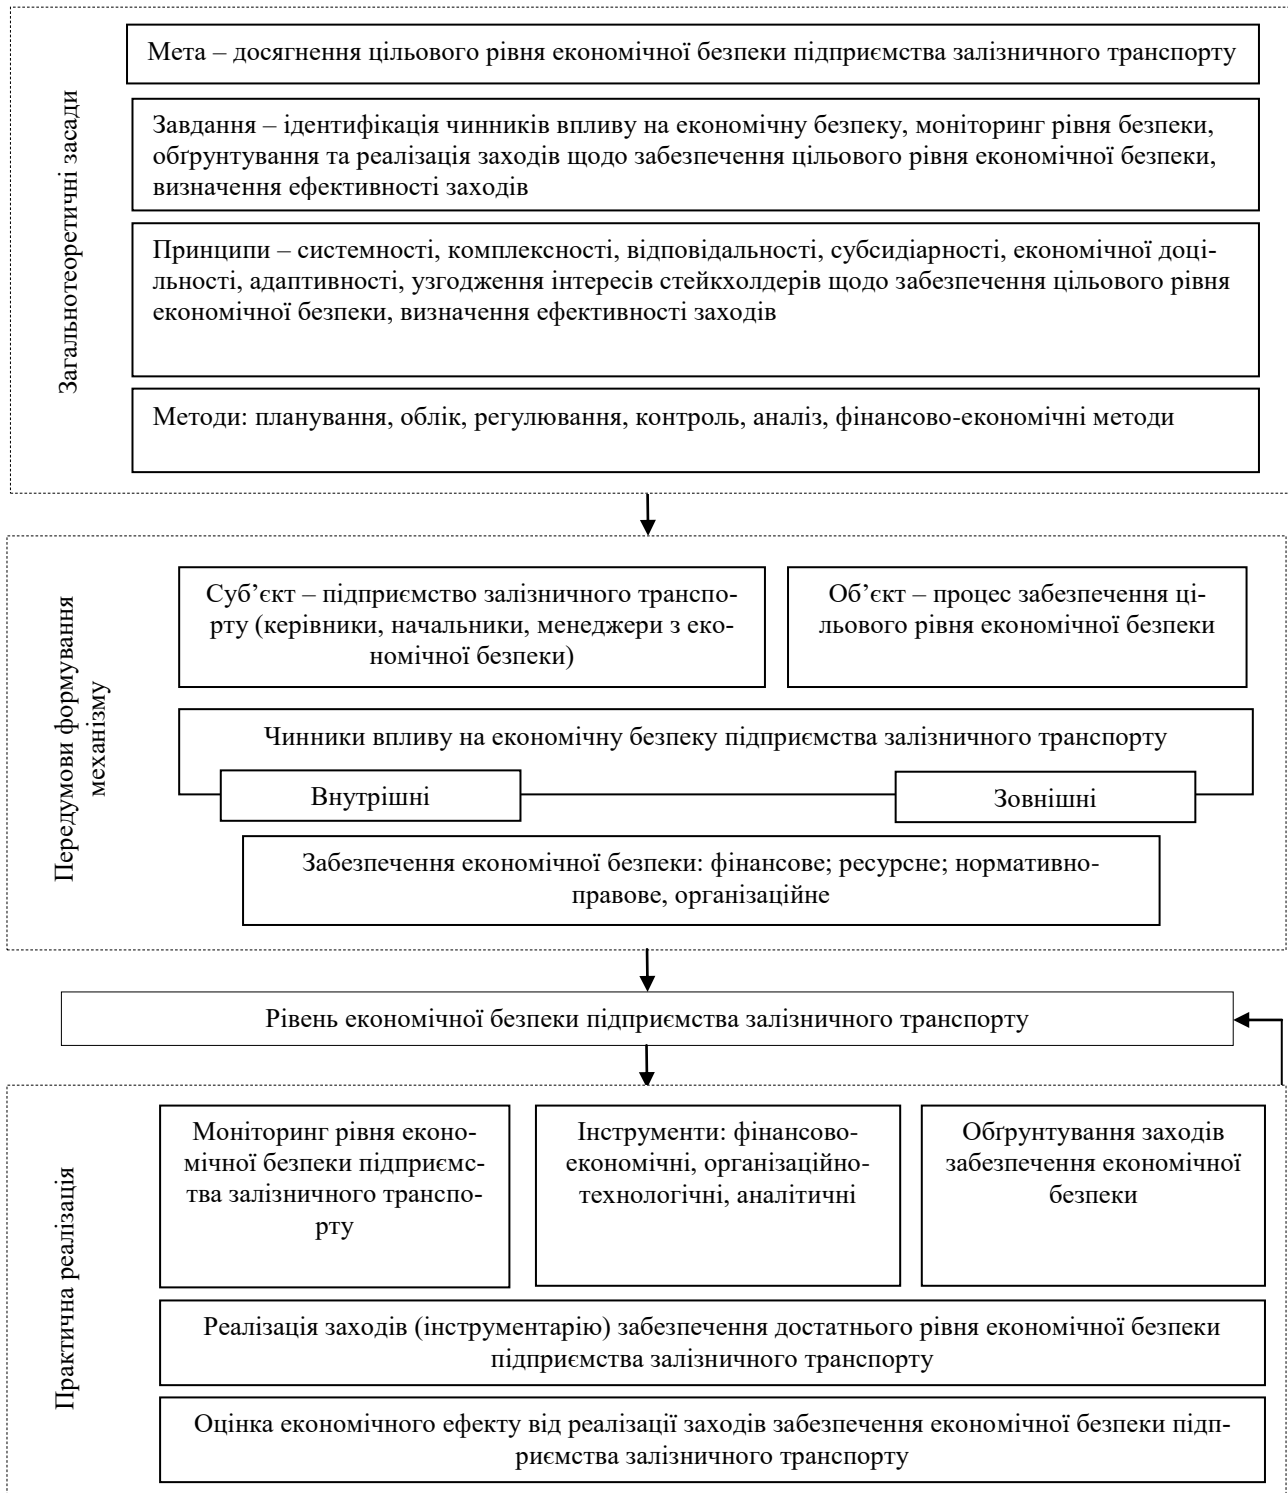 Загальнотеоретичні засади
Мета – досягнення цільового рівня економічної безпеки підприємства залізничного транспорту
Завдання – ідентифікація чинників впливу на економічну безпеку, моніторинг рівня безпеки,
обґрунтування та реалізація заходів щодо забезпечення цільового рівня економічної безпеки,
визначення ефективності заходів
Принципи – системності, комплексності, відповідальності, субсидіарності, економічної доці-
льності, адаптивності, узгодження інтересів стейкхолдерів щодо забезпечення цільового рівня
економічної безпеки, визначення ефективності заходів
Методи: планування, облік, регулювання, контроль, аналіз, фінансово-економічні методи
Передумови формування
механізму
Суб’єкт – підприємство залізничного транспо-
рту (керівники, начальники, менеджери з еко-
номічної безпеки)
Об’єкт – процес забезпечення ці-
льового рівня економічної безпеки
Чинники впливу на економічну безпеку підприємства залізничного транспорту
Внутрішні
Зовнішні
Забезпечення економічної безпеки: фінансове; ресурсне; нормативно-
правове, організаційне
Рівень економічної безпеки підприємства залізничного транспорту
Практична реалізація
Моніторинг рівня еконо-
мічної безпеки підприємс-
тва залізничного транспо-
рту
Інструменти: фінансово-
економічні, організаційно-
технологічні, аналітичні
Обґрунтування заходів
забезпечення економічної
безпеки
Реалізація заходів (інструментарію) забезпечення достатнього рівня економічної безпеки
підприємства залізничного транспорту
Оцінка економічного ефекту від реалізації заходів забезпечення економічної безпеки підп-
риємства залізничного транспорту